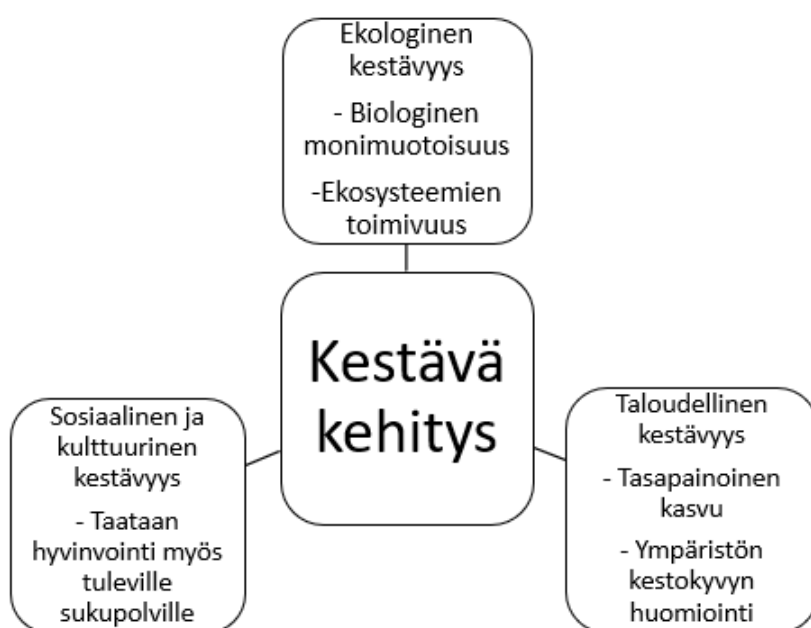 Ekologinen
kestävyys
- Biologinen
monimuotoisuus
-Ekosysteemien
toimivuus
Kestävä
kehitys
Sosiaalinen ja
kulttuurinen
kestävyys
- Taataan
hyvinvointi myös
tuleville
sukupolville
Taloudellinen
kestävyys
- Tasapainoinen
kasvu
- Ympäristön
kestokyvyn
huomiointi